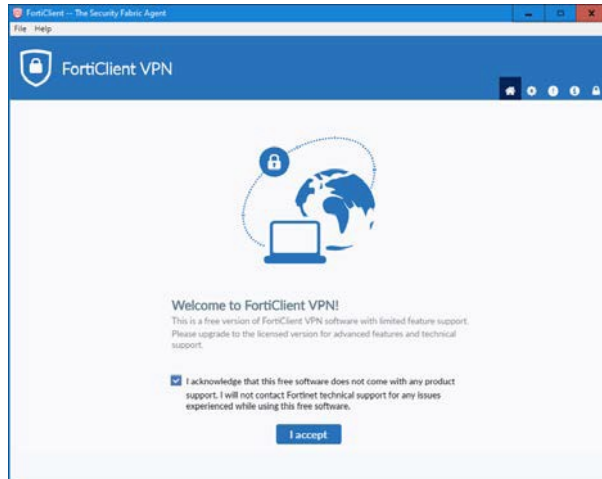 FortiClient -- The Security Fabric Agent
File Help
FortiClient VPN
Welcome to FortiClient VPN!
This is a free version of FortiClient VPN software with limited feature support.
Please upgrade to the licensed version for advanced features and technical
support.
I acknowledge that this free software does not come with any product
support. I will not contact Fortinet technical support for any issues
experienced while using this free software.
I accept